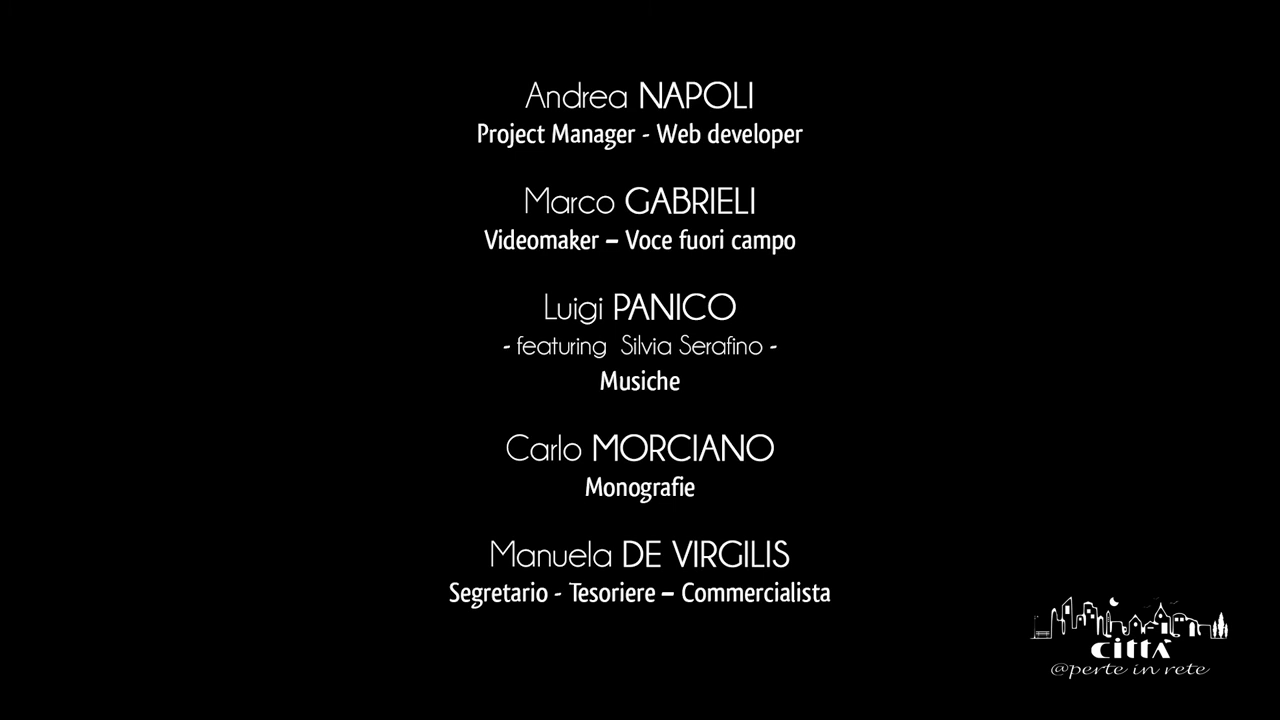 Andrea NAPOLI
Project Manager - Web developer
Marco GABRIELI
Videomaker – Voce fuori campo
Luigi PANICO
- featuring Silvia Serafino -
Musiche
Carlo MORCIANO
Monografie
Manuela DE VIRGILIS
Segretario - Tesoriere – Commercialista
CITTÀ
@perte in rete